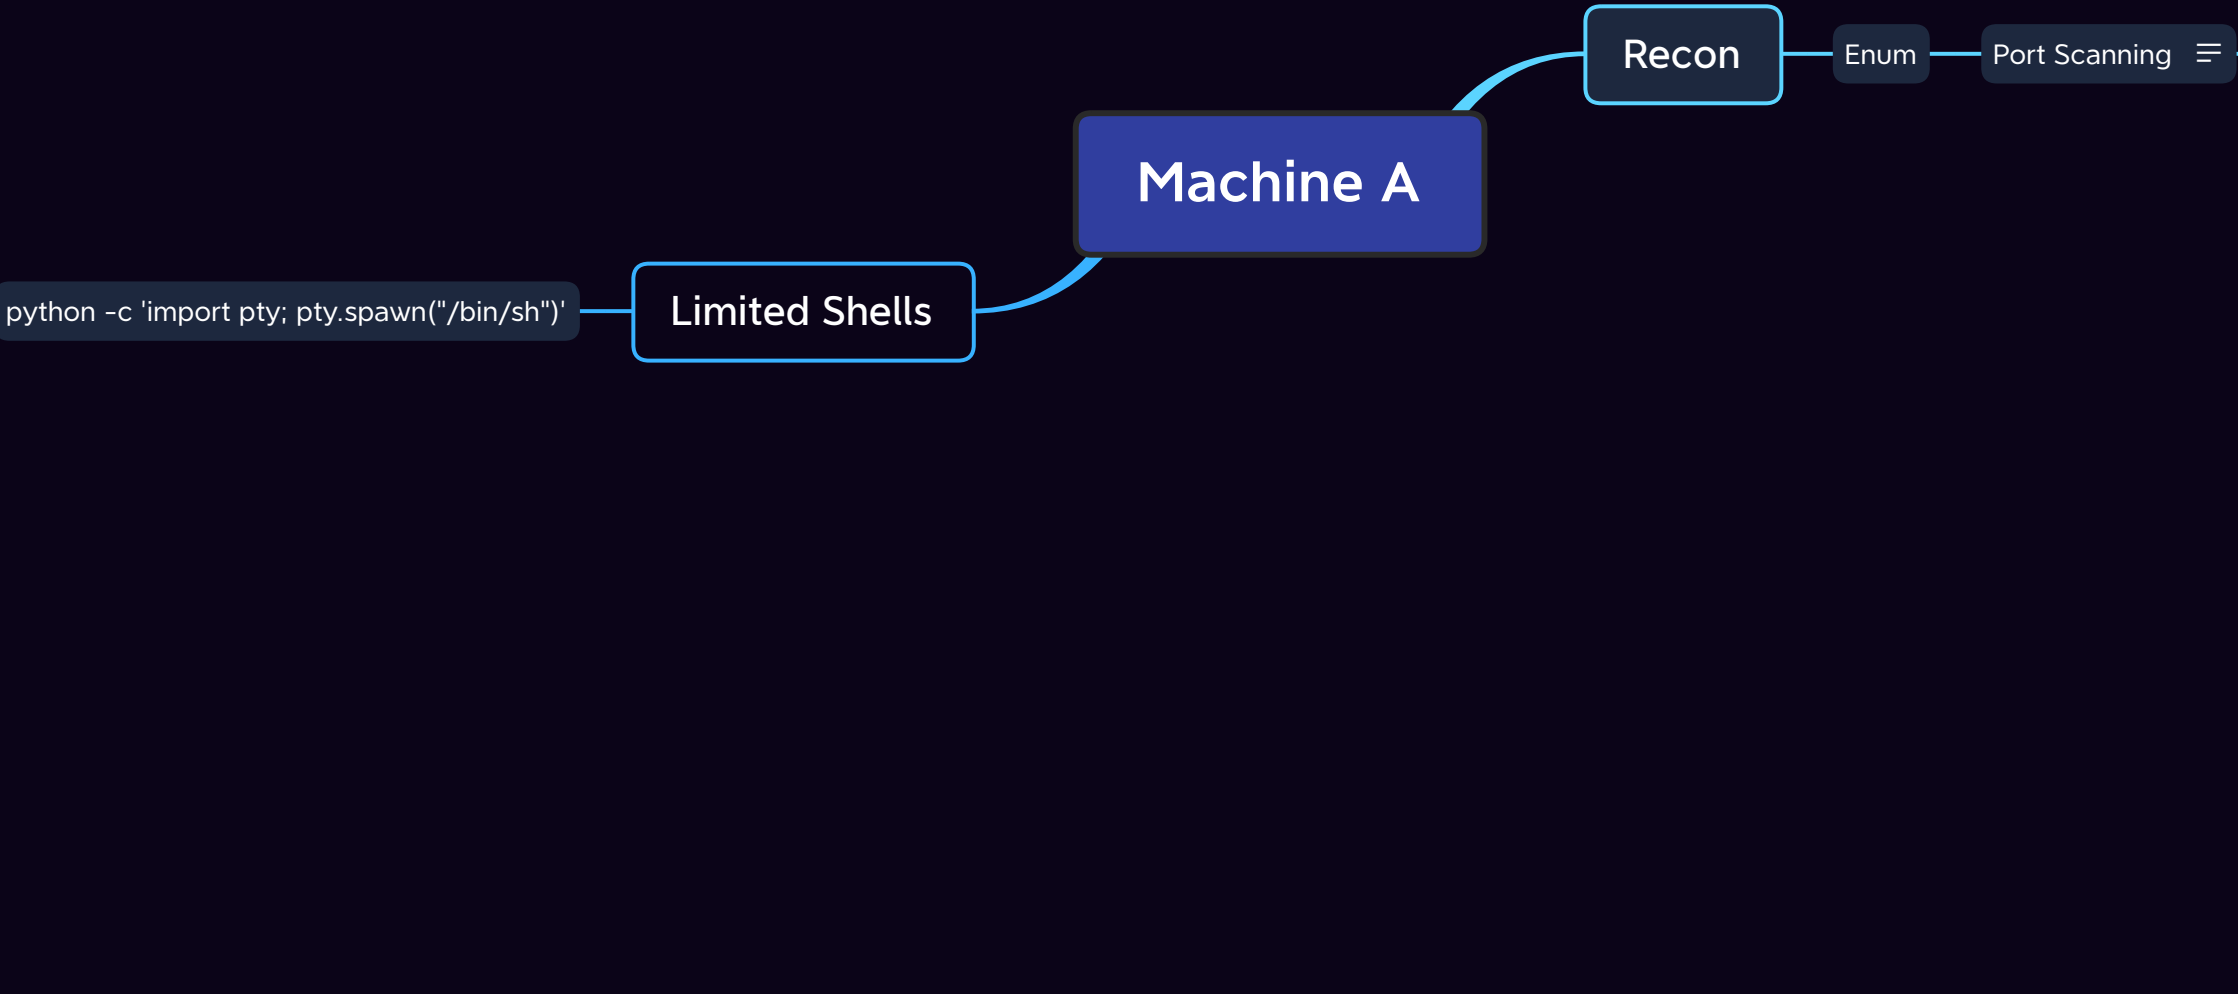 Recon
Enum
Port Scanning
Machine A
Limited Shells
python -c 'import pty; pty.spawn("/bin/sh")'